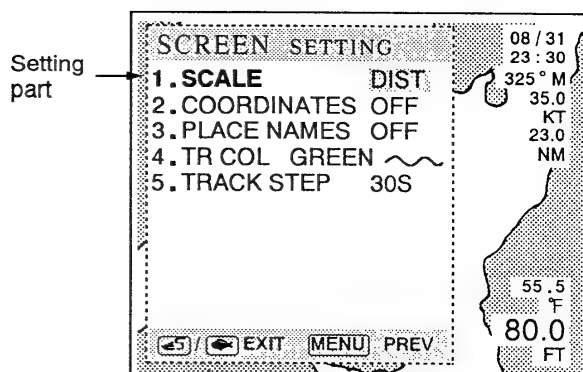 Setting
part
SCREEN SETTING
1.SCALE DIST
2.COORDINATES OFF
3.PLACE NAMES OFF
4.TR COL GREEN
5.TRACK STEP 30S
5 / EXIT MENU PREV.
08/31
23:30
325°M
35.0
KT
23.0
NM
55.5
°F
80.0
FT